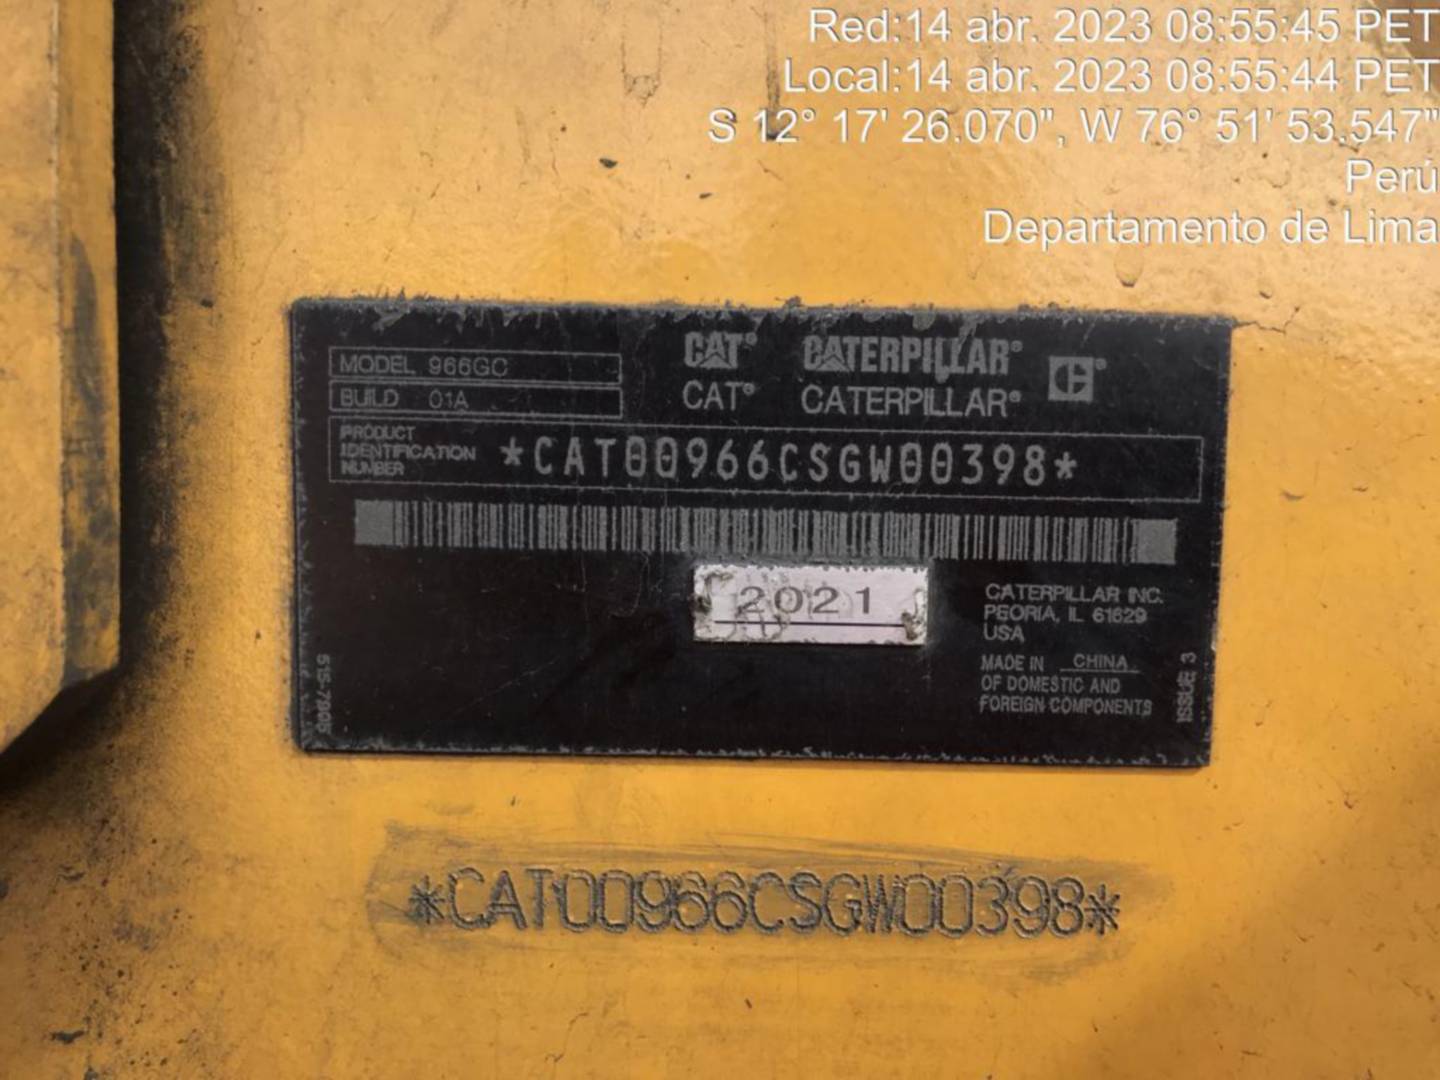 Red:14 abr. 2023 08:55:45 PET
Local:14 abr. 2023 08:55:44 PET
S 12° 17' 26.070", W 76° 51' 53.547"
Perú
Departamento de Lima
MODEL 966GC
BUILD 01A
CAT® CATERPILLAR®
CAT® CATERPILLAR®
PRODUCT
IDENTIFICATION
NUMBER
*CAT00966CSGW00398*
2021
CATERPILLAR INC.
PEORIA, IL 61629
USA
MADE IN CHINA
OF DOMESTIC AND
FOREIGN COMPONENTS
515-7905
ISSUE 3
*CAT00966CSGW00398*